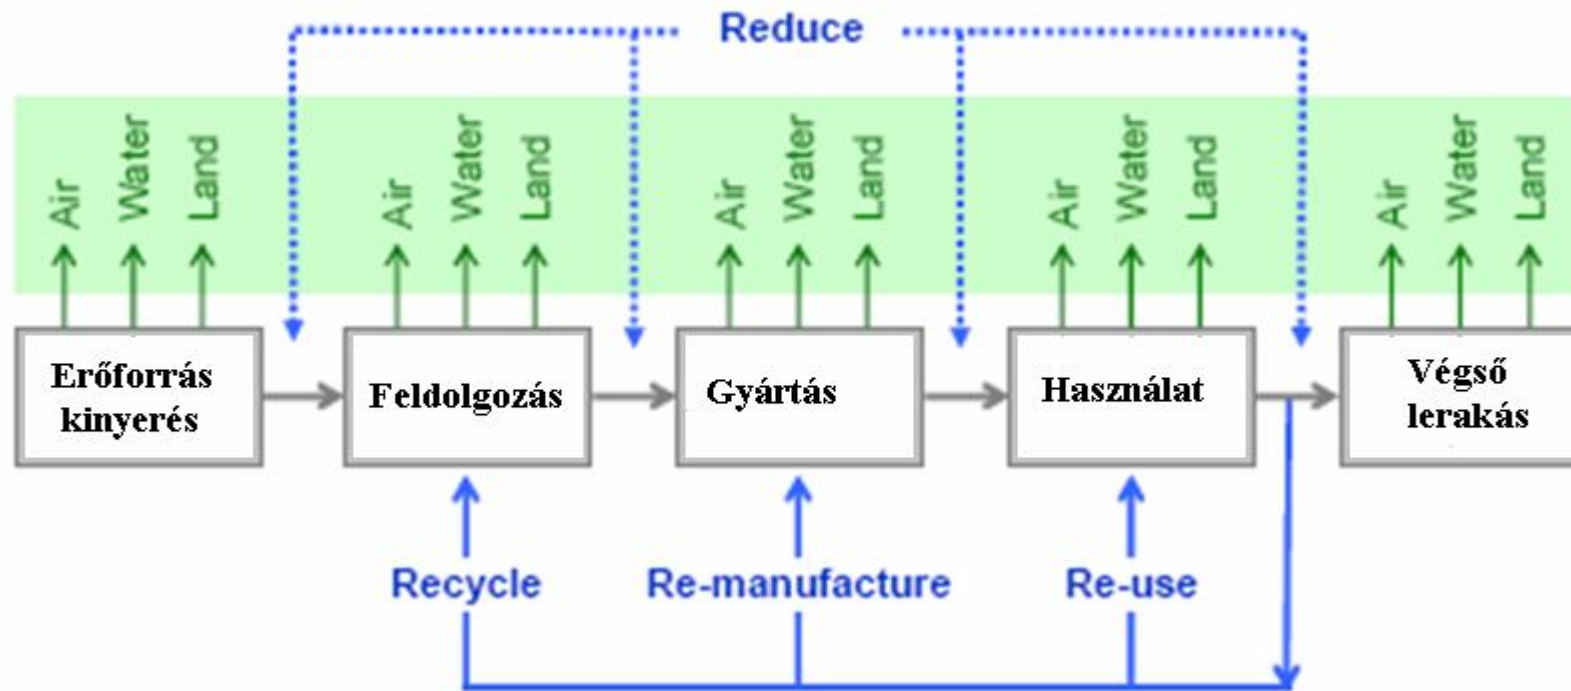 Reduce
Air Water Land
Air Water Land
Air Water Land
Air Water Land
Air Water Land
Erőforrás
kinyerés
Feldolgozás
Gyártás
Használat
Végső
lerakás
Recycle
Re-manufacture
Re-use